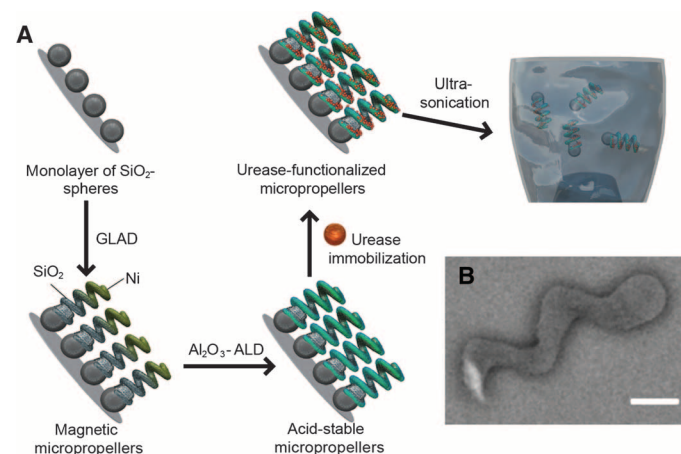 A
Monolayer of SiO₂-
spheres
GLAD
SiO₂
Ni
Magnetic
micropropellers
Al₂O₃- ALD
Acid-stable
micropropellers
Urease
immobilization
Urease-functionalized
micropropellers
Ultra-
sonication
B